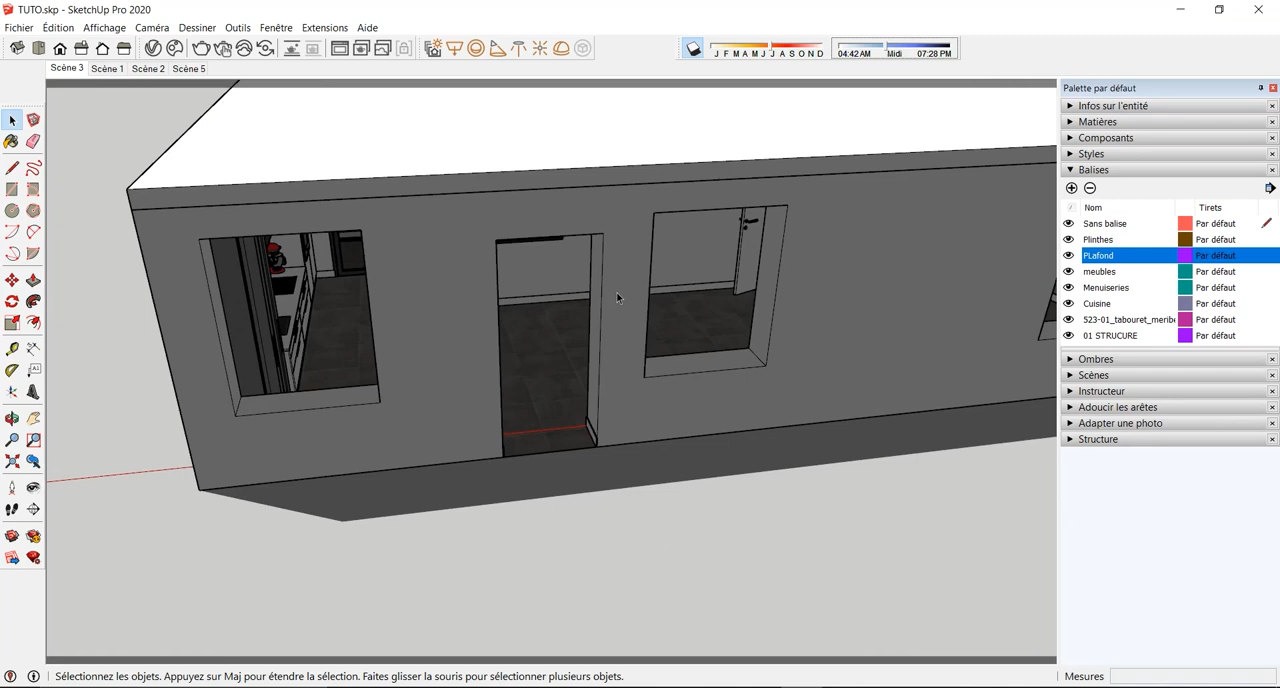 TUTO.skp - SketchUp Pro 2020
Fichier Édition Affichage Caméra Dessiner Outils Fenêtre Extensions Aide
J F M A M J J A S O N D
04:42 AM Midi 07:28 PM
Scène 3 Scène 1 Scène 2 Scène 5
Palette par défaut
Infos sur l'entité
Matières
Composants
Styles
Balises
Nom Tirets
Sans balise Par défaut
Plinthes Par défaut
PLafond Par défaut
meubles Par défaut
Menuiseries Par défaut
Cuisine Par défaut
523-01_tabouret_meribe Par défaut
01 STRUCURE Par défaut
Ombres
Scènes
Instructeur
Adoucir les arêtes
Adapter une photo
Structure
Sélectionnez les objets. Appuyez sur Maj pour étendre la sélection. Faites glisser la souris pour sélectionner plusieurs objets.
Mesures